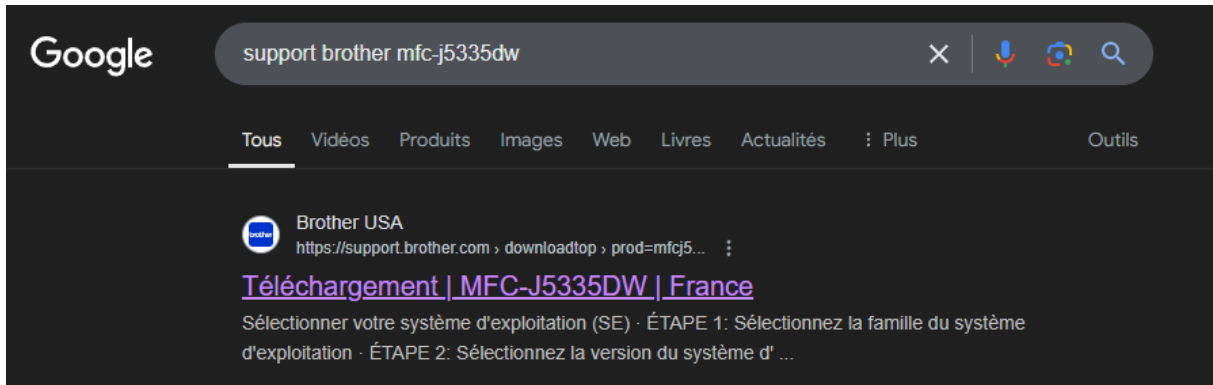 Google
support brother mfc-j5335dw
Tous Vidéos Produits Images Web Livres Actualités ⋮ Plus Outils
brother
Brother USA
https://support.brother.com › downloadtop › prod=mfcj5... ⋮
Téléchargement | MFC-J5335DW | France
Sélectionner votre système d'exploitation (SE) · ÉTAPE 1: Sélectionnez la famille du système
d'exploitation · ÉTAPE 2: Sélectionnez la version du système d' ...